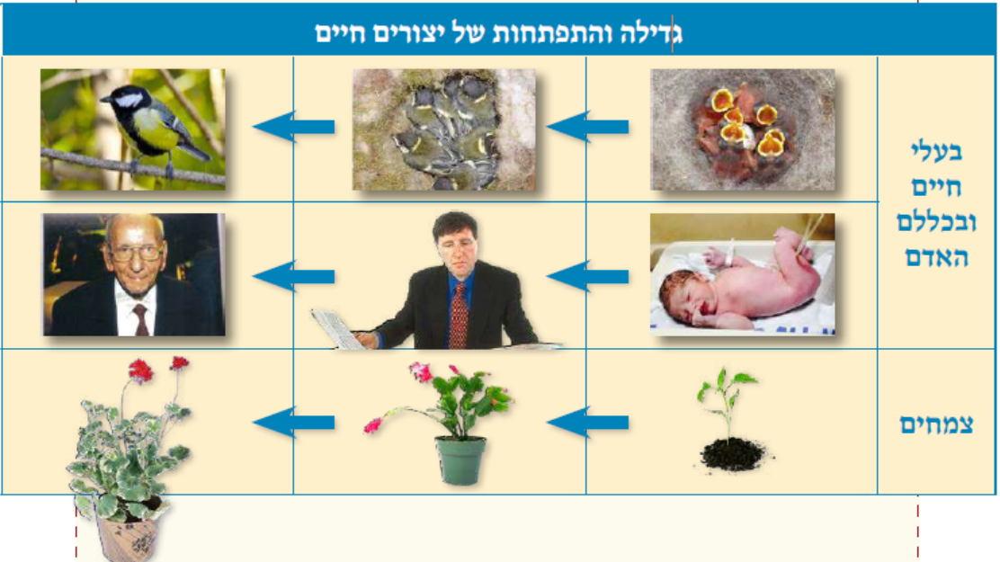 גדילה והתפתחות של יצורים חיים
בעלי
חיים
ובכללם
האדם
צמחים